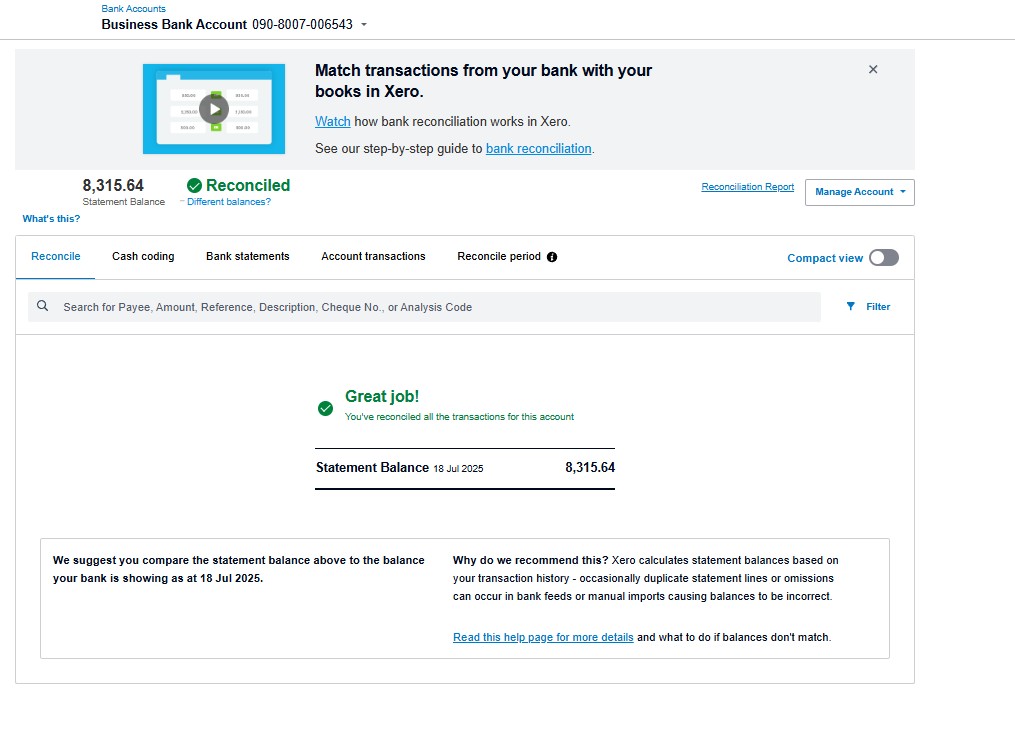 Bank Accounts
Business Bank Account 090-8007-006543
Match transactions from your bank with your
books in Xero.
Watch how bank reconciliation works in Xero.
See our step-by-step guide to bank reconciliation.
8,315.64
Statement Balance
Reconciled
Different balances?
What's this?
Reconciliation Report
Manage Account
Reconcile
Cash coding
Bank statements
Account transactions
Reconcile period
Compact view
Search for Payee, Amount, Reference, Description, Cheque No., or Analysis Code
Filter
Great job!
You've reconciled all the transactions for this account
Statement Balance 18 Jul 2025 8,315.64
We suggest you compare the statement balance above to the balance
your bank is showing as at 18 Jul 2025.
Why do we recommend this? Xero calculates statement balances based on
your transaction history - occasionally duplicate statement lines or omissions
can occur in bank feeds or manual imports causing balances to be incorrect.
Read this help page for more details and what to do if balances don't match.